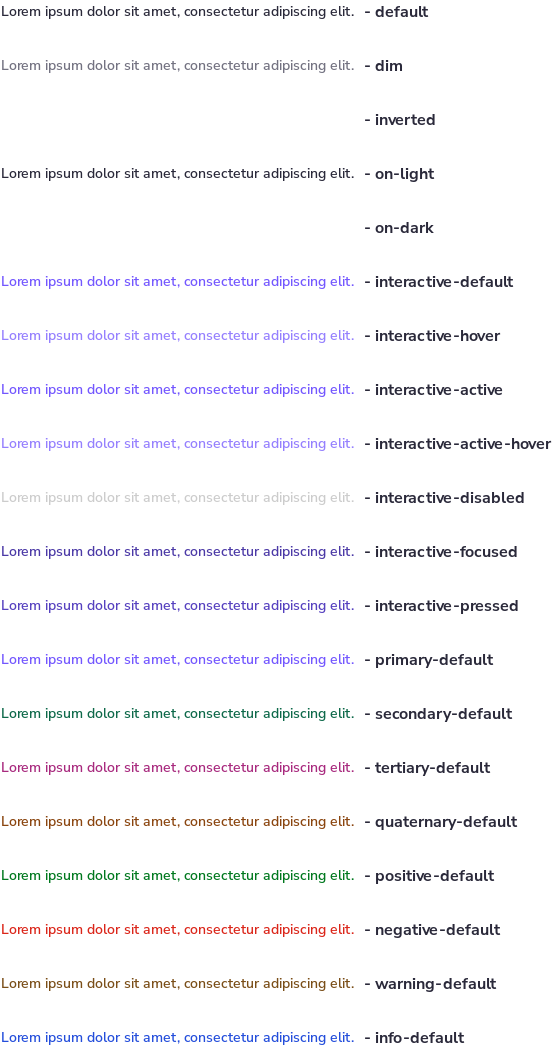 Lorem ipsum dolor sit amet, consectetur adipiscing elit. - default
Lorem ipsum dolor sit amet, consectetur adipiscing elit. - dim
- inverted
Lorem ipsum dolor sit amet, consectetur adipiscing elit. - on-light
- on-dark
Lorem ipsum dolor sit amet, consectetur adipiscing elit. - interactive-default
Lorem ipsum dolor sit amet, consectetur adipiscing elit. - interactive-hover
Lorem ipsum dolor sit amet, consectetur adipiscing elit. - interactive-active
Lorem ipsum dolor sit amet, consectetur adipiscing elit. - interactive-active-hover
Lorem ipsum dolor sit amet, consectetur adipiscing elit. - interactive-disabled
Lorem ipsum dolor sit amet, consectetur adipiscing elit. - interactive-focused
Lorem ipsum dolor sit amet, consectetur adipiscing elit. - interactive-pressed
Lorem ipsum dolor sit amet, consectetur adipiscing elit. - primary-default
Lorem ipsum dolor sit amet, consectetur adipiscing elit. - secondary-default
Lorem ipsum dolor sit amet, consectetur adipiscing elit. - tertiary-default
Lorem ipsum dolor sit amet, consectetur adipiscing elit. - quaternary-default
Lorem ipsum dolor sit amet, consectetur adipiscing elit. - positive-default
Lorem ipsum dolor sit amet, consectetur adipiscing elit. - negative-default
Lorem ipsum dolor sit amet, consectetur adipiscing elit. - warning-default
Lorem ipsum dolor sit amet, consectetur adipiscing elit. - info-default